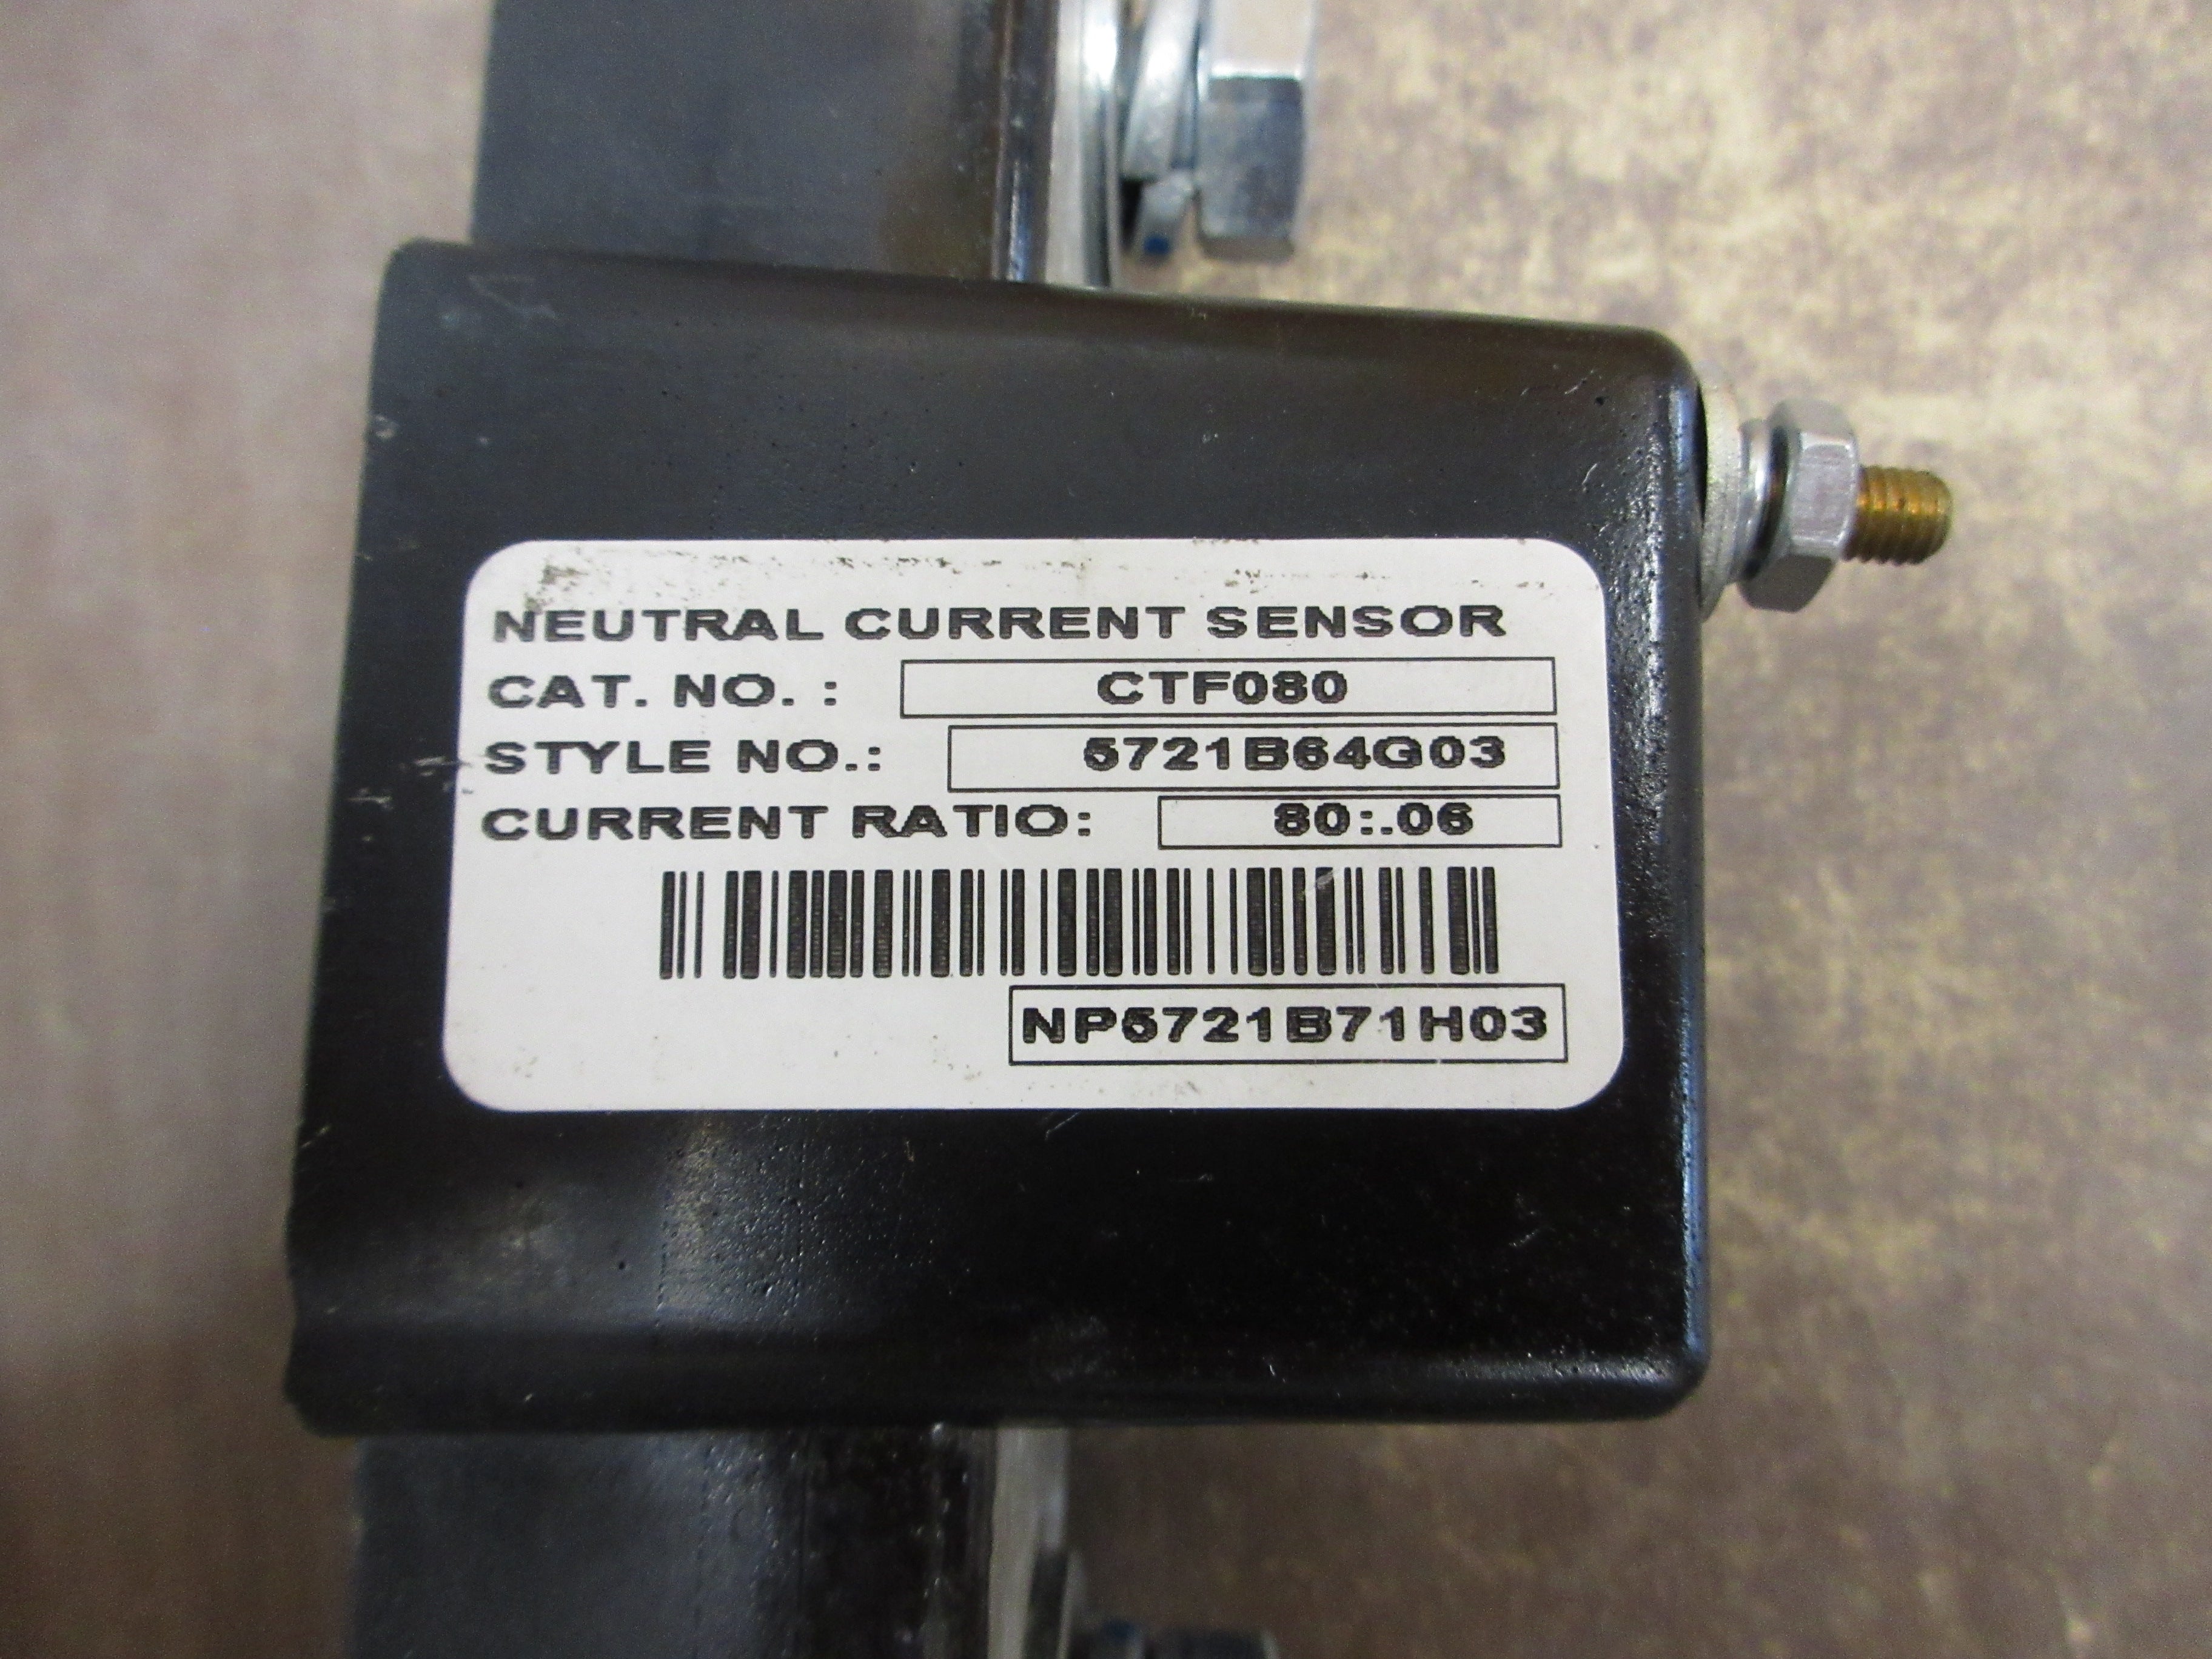 NEUTRAL CURRENT SENSOR
CAT. NO. : CTF080
STYLE NO.: 5721B64G03
CURRENT RATIO: 80:.06
NP5721B71H03